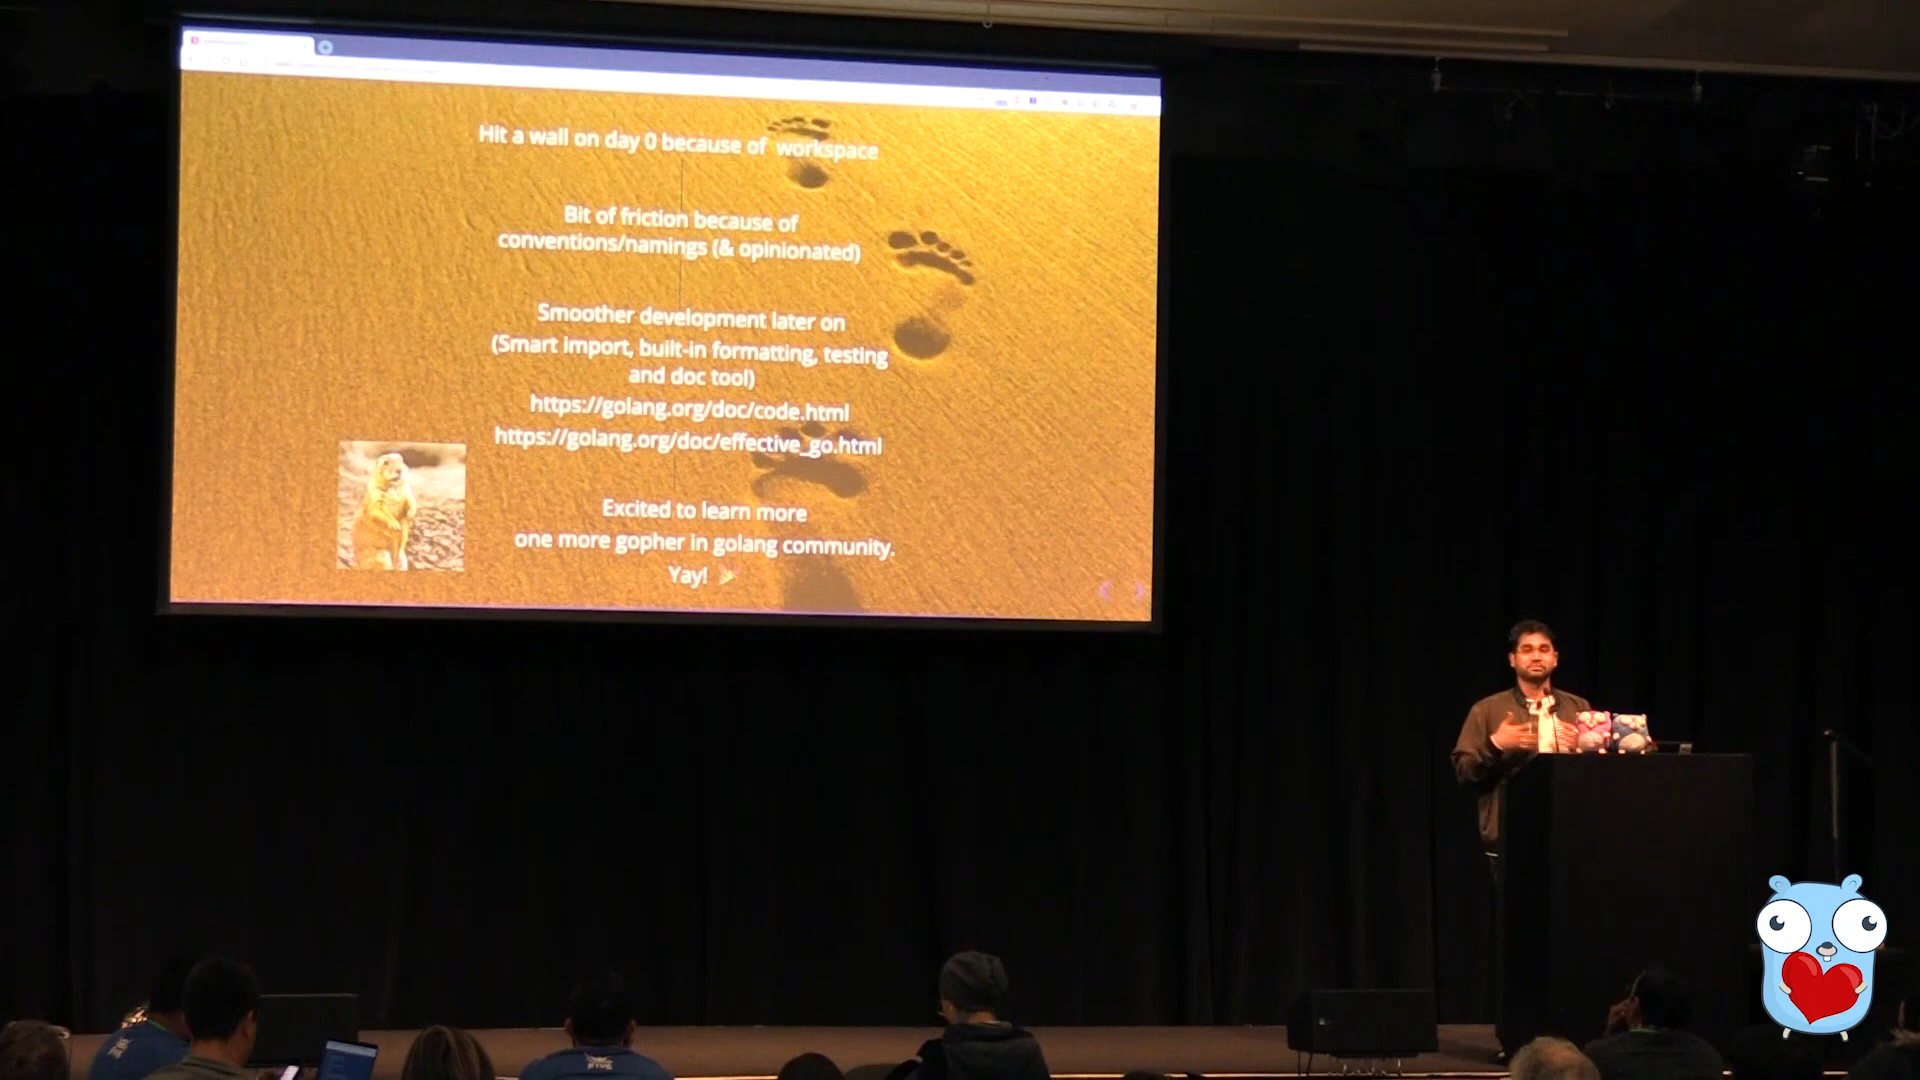 Hit a wall on day 0 because of workspace
Bit of friction because of
conventions/namings (& opinionated)
Smoother development later on
(Smart import, built-in formatting, testing
and doc tool)
https://golang.org/doc/code.html
https://golang.org/doc/effective_go.html
Excited to learn more
one more gopher in golang community.
Yay!